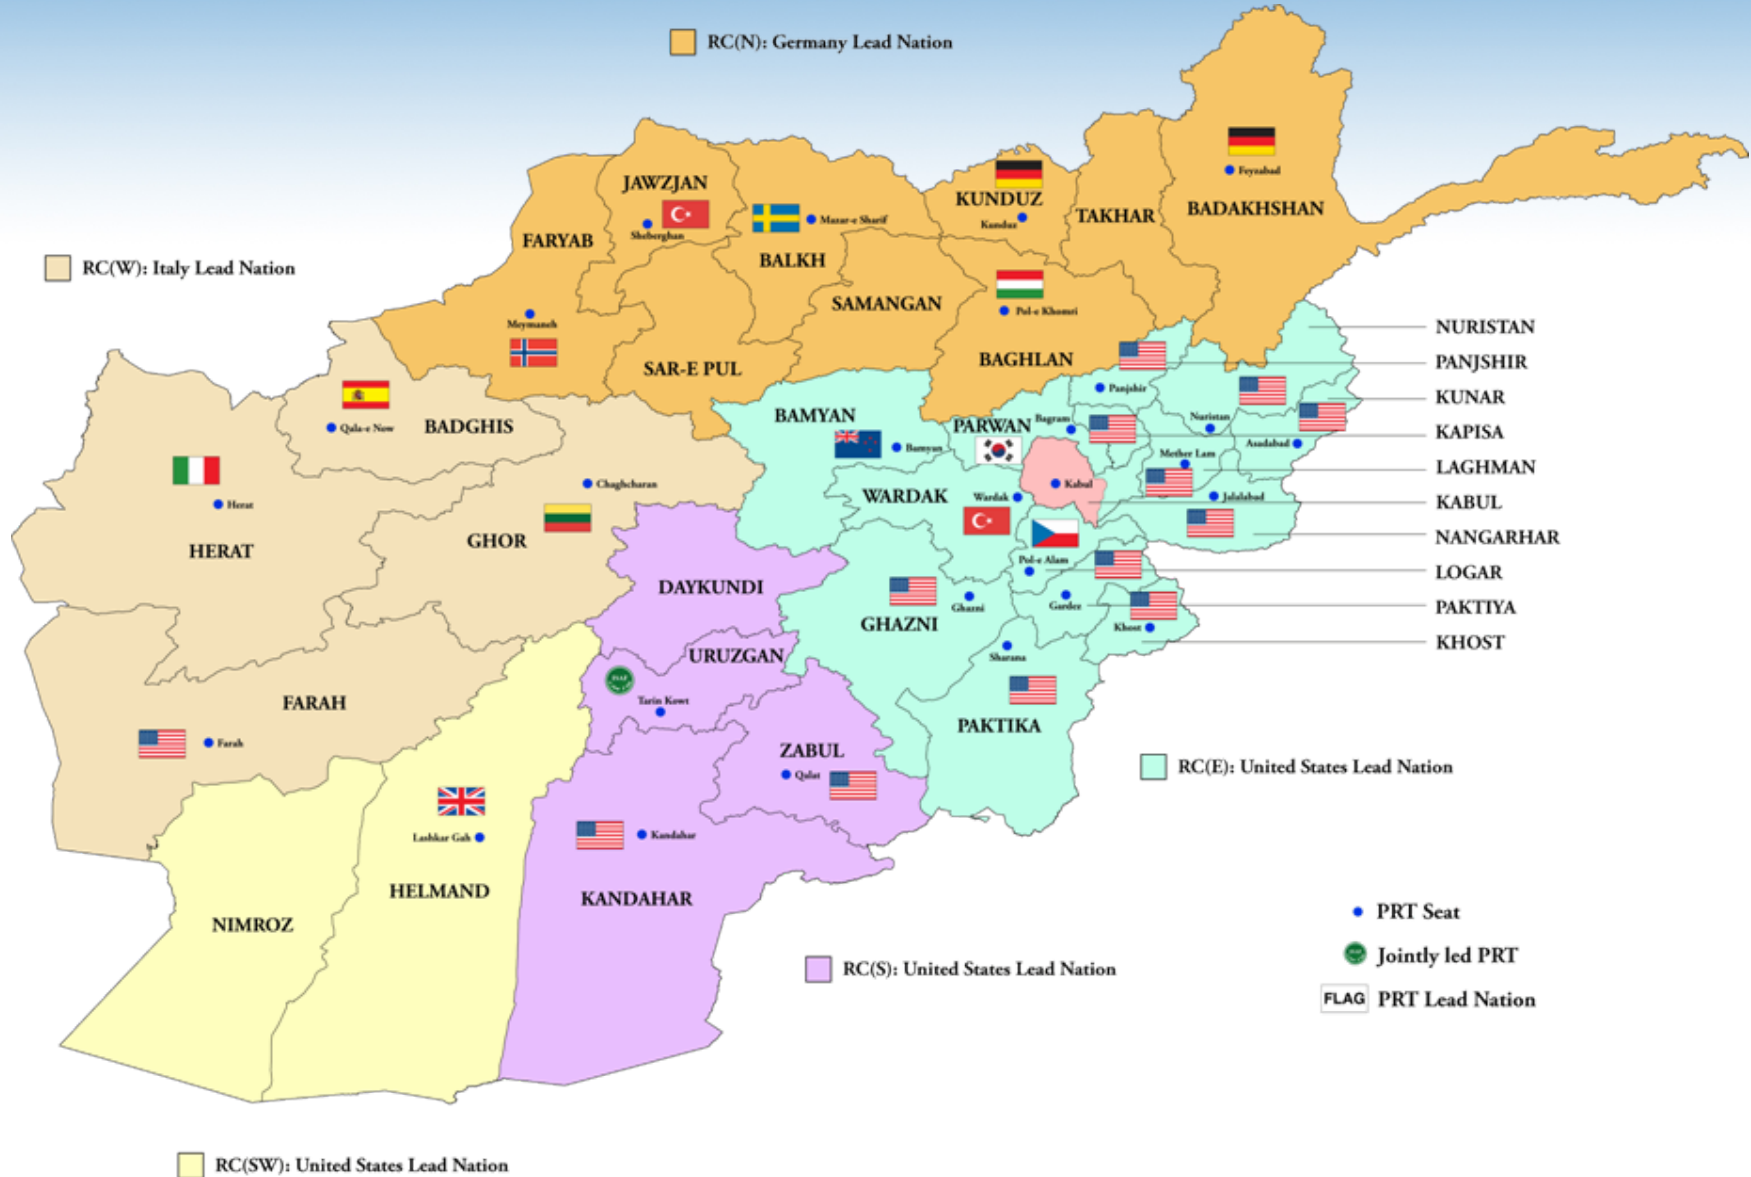 RC(N): Germany Lead Nation
JAWZJAN
Sheberghan
FARYAB
Meymaneh
Mazar-e Sharif
BALKH
KUNDUZ
Kunduz
TAKHAR
Feyzabad
BADAKHSHAN
SAMANGAN
SAR-E PUL
Pol-e Khomri
BAGHLAN
RC(W): Italy Lead Nation
Qala-e Now
BADGHIS
Herat
HERAT
Chaghcharan
GHOR
FARAH
Farah
BAMYAN
Bamyan
PARWAN
Bagram
Panjshir
Nuristan
Asadabad
Mether Lam
Jalalabad
Kabul
WARDAK
Wardak
Pol-e Alam
Ghazni
GHAZNI
Gardez
Khost
Sharana
PAKTIKA
NURISTAN
PANJSHIR
KUNAR
KAPISA
LAGHMAN
KABUL
NANGARHAR
LOGAR
PAKTIYA
KHOST
DAYKUNDI
URUZGAN
Tarin Kowt
ZABUL
Qalat
Kandahar
KANDAHAR
Lashkar Gah
HELMAND
NIMROZ
RC(E): United States Lead Nation
RC(S): United States Lead Nation
RC(SW): United States Lead Nation
PRT Seat
Jointly led PRT
FLAG PRT Lead Nation